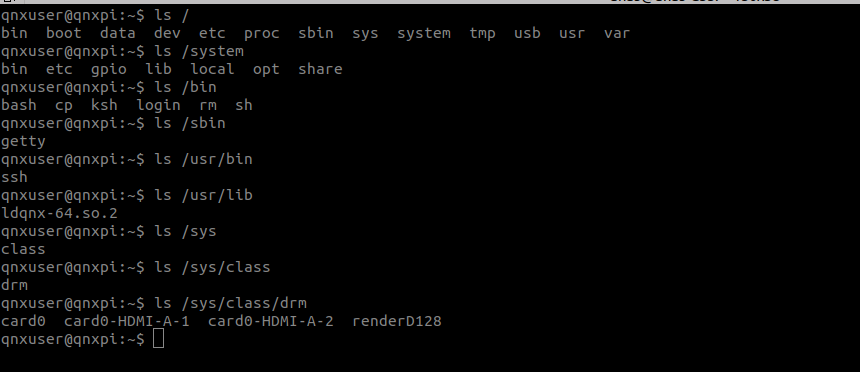 qnxuser@qnxpi:~$ ls /
bin  boot  data  dev  etc  proc  sbin  sys  system  tmp  usb  usr  var
qnxuser@qnxpi:~$ ls /system
bin  etc  gpio  lib  local  opt  share
qnxuser@qnxpi:~$ ls /bin
bash  cp  ksh  login  rm  sh
qnxuser@qnxpi:~$ ls /sbin
getty
qnxuser@qnxpi:~$ ls /usr/bin
ssh
qnxuser@qnxpi:~$ ls /usr/lib
ldqnx-64.so.2
qnxuser@qnxpi:~$ ls /sys
class
qnxuser@qnxpi:~$ ls /sys/class
drm
qnxuser@qnxpi:~$ ls /sys/class/drm
card0  card0-HDMI-A-1  card0-HDMI-A-2  renderD128
qnxuser@qnxpi:~$